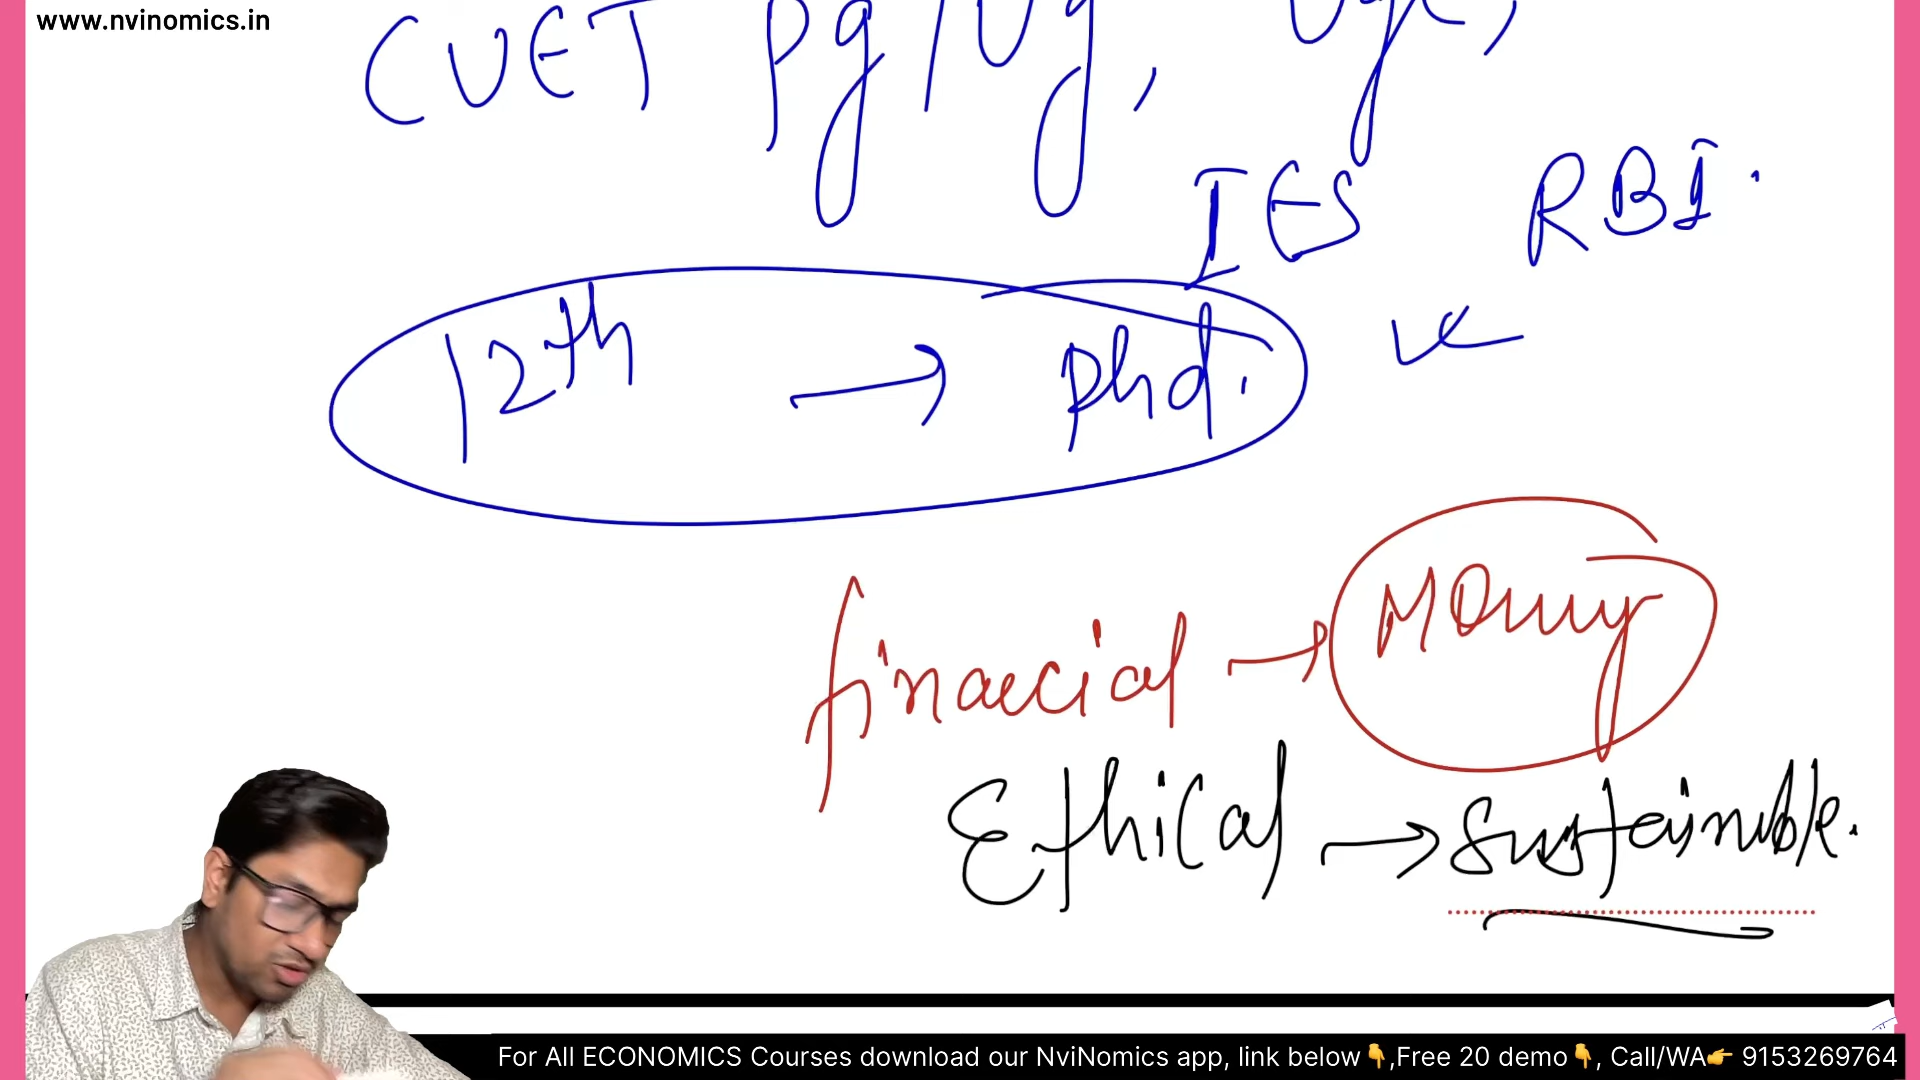 www.nvinomics.in
CUET Pg/Ug,
IES RBI.
12th → Phd.
financial → Money
Ethical → Sustainable.
For All ECONOMICS Courses download our NviNomics app, link below👇,Free 20 demo👇, Call/WA👉 9153269764